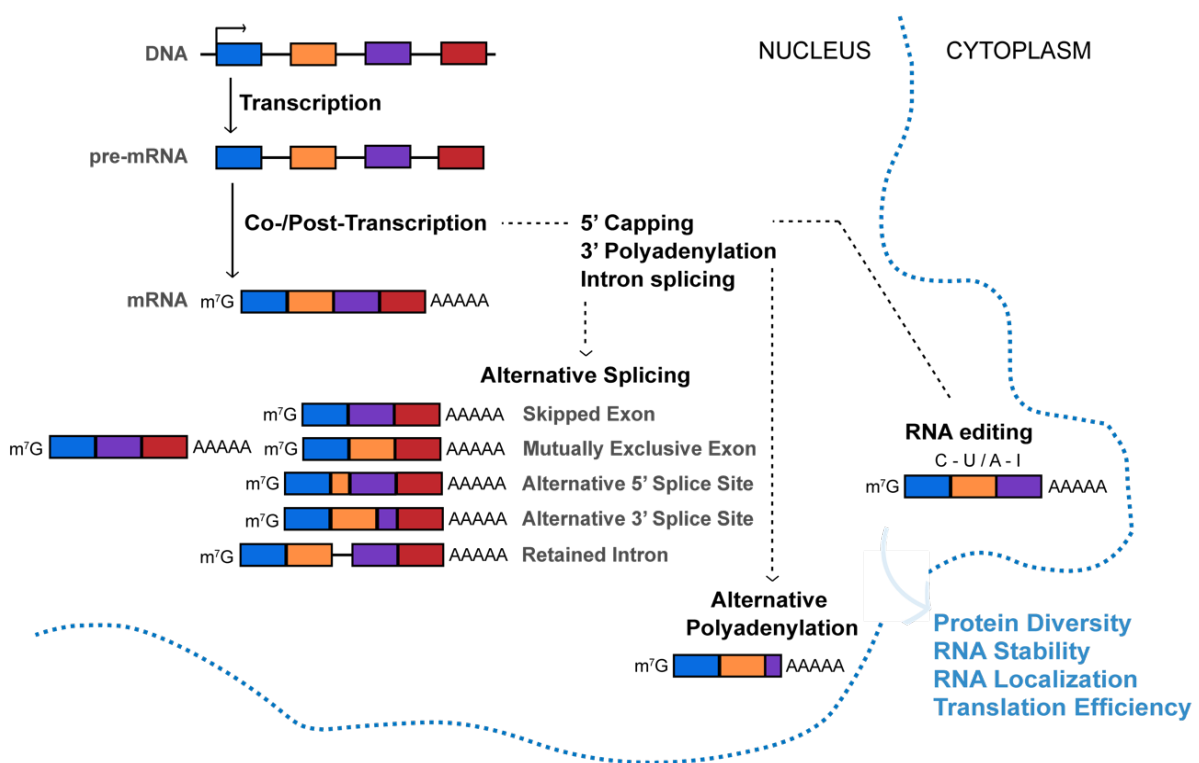 NUCLEUS
CYTOPLASM
DNA
Transcription
pre-mRNA
Co-/Post-Transcription
5’ Capping
3’ Polyadenylation
Intron splicing
mRNA
m⁷G
AAAAA
Alternative Splicing
m⁷G
AAAAA
Skipped Exon
m⁷G
AAAAA
m⁷G
AAAAA
Mutually Exclusive Exon
m⁷G
AAAAA
Alternative 5’ Splice Site
m⁷G
AAAAA
Alternative 3’ Splice Site
m⁷G
AAAAA
Retained Intron
RNA editing
C - U / A - I
m⁷G
AAAAA
Alternative
Polyadenylation
m⁷G
AAAAA
Protein Diversity
RNA Stability
RNA Localization
Translation Efficiency